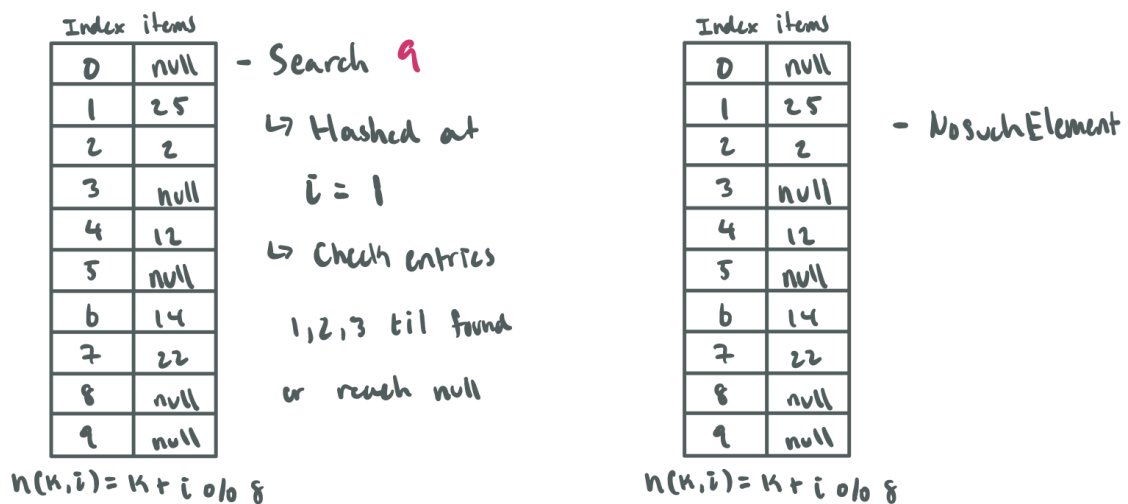 Index items
0 null
1 25
2 2
3 null
4 12
5 null
6 14
7 22
8 null
9 null
h(k,i) = k + i % 8
- Search 9
↳ Hashed at
i = 1
↳ Check entries
1,2,3 til found
or reach null
Index items
0 null
1 25
2 2
3 null
4 12
5 null
6 14
7 22
8 null
9 null
h(k,i) = k + i % 8
- NoSuchElement